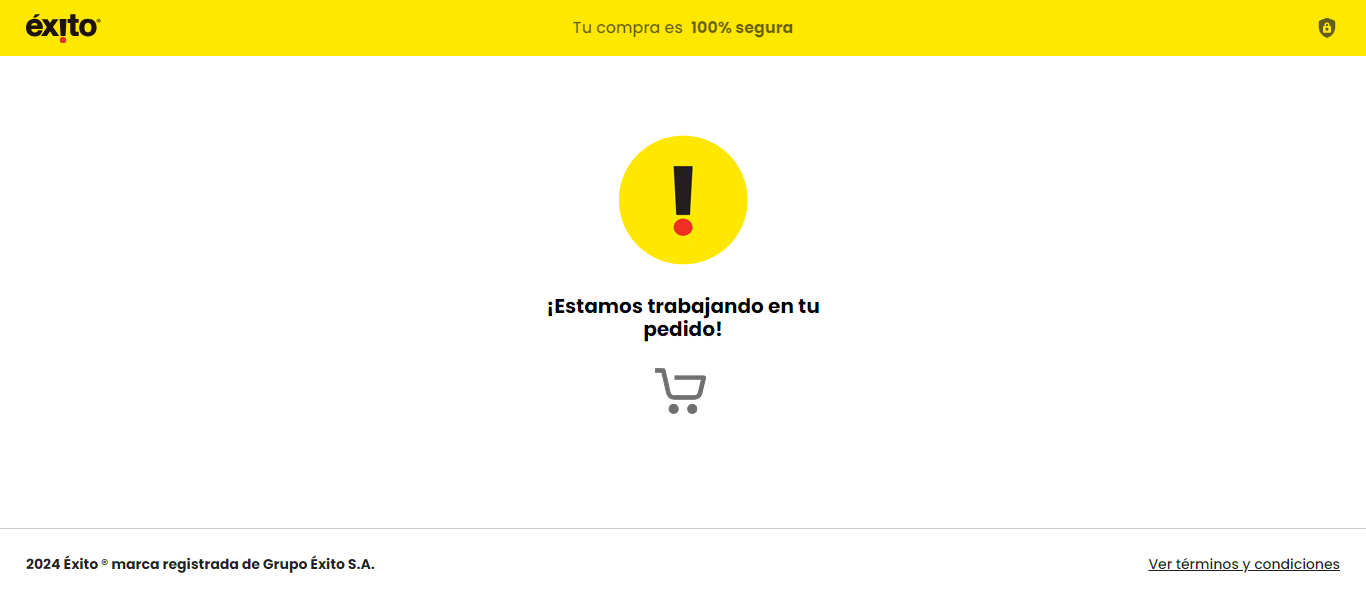 éxito®
Tu compra es 100% segura
¡Estamos trabajando en tu
pedido!
2024 Éxito ® marca registrada de Grupo Éxito S.A.
Ver términos y condiciones